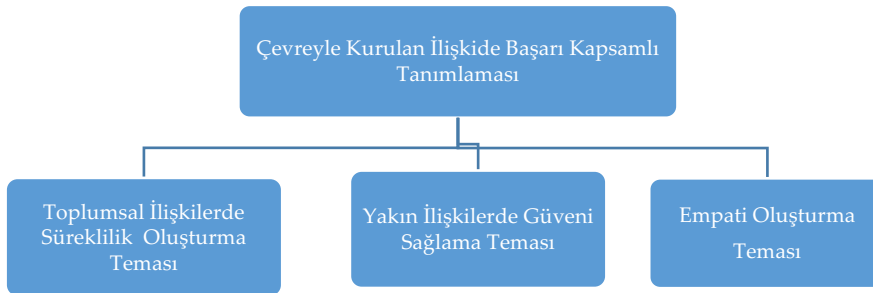 Çevreyle Kurulan İlişkide Başarı Kapsamlı
Tanımlaması
Toplumsal İlişkilerde
Süreklilik Oluşturma
Teması
Yakın İlişkilerde Güveni
Sağlama Teması
Empati Oluşturma
Teması